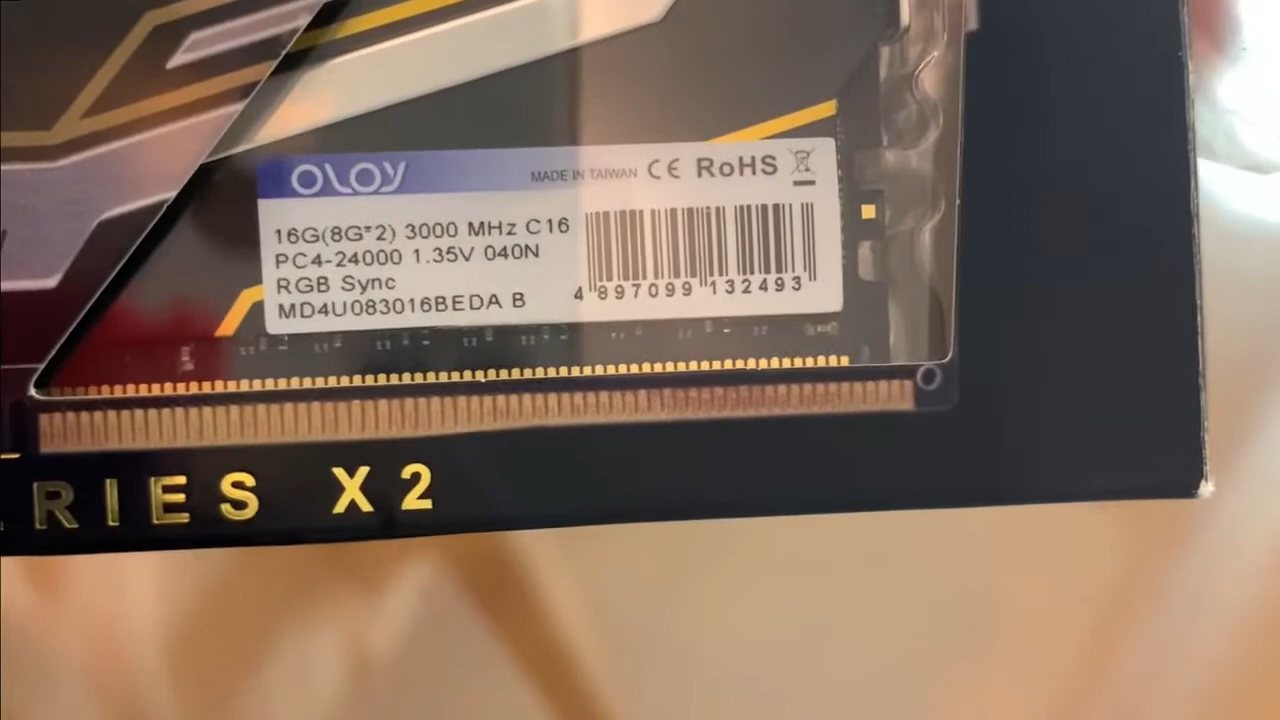 OLOY
MADE IN TAIWAN CE RoHS
16G(8G*2) 3000 MHz C16
PC4-24000 1.35V 040N
RGB Sync
MD4U083016BEDA B
4 897099 132493
RIES X2